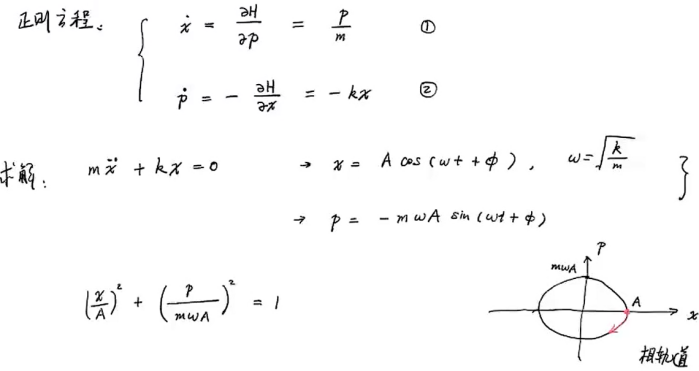 正则方程: { ẋ = ∂H/∂p = p/m ①
ṗ = - ∂H/∂x = - kx ②
求解: mẍ + kx = 0 → x = A cos(ωt + ϕ), ω = √(k/m) }
→ p = - mωA sin(ωt + ϕ)
(x/A)² + (p/mωA)² = 1
p
mωA
A
x
相轨道